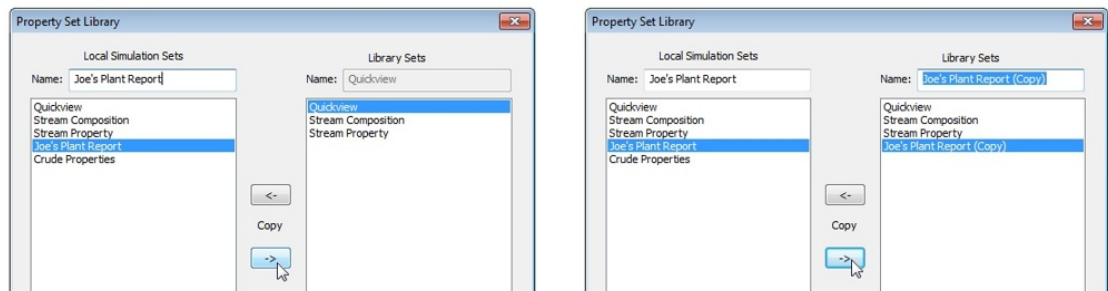 Property Set Library
Local Simulation Sets
Library Sets
Name: Joe's Plant Report
Name: Quickview
Quickview
Stream Composition
Stream Property
Joe's Plant Report
Crude Properties
Quickview
Stream Composition
Stream Property
<-
Copy
->
Property Set Library
Local Simulation Sets
Library Sets
Name: Joe's Plant Report
Name: Joe's Plant Report (Copy)
Quickview
Stream Composition
Stream Property
Joe's Plant Report
Crude Properties
Quickview
Stream Composition
Stream Property
Joe's Plant Report (Copy)
<-
Copy
->